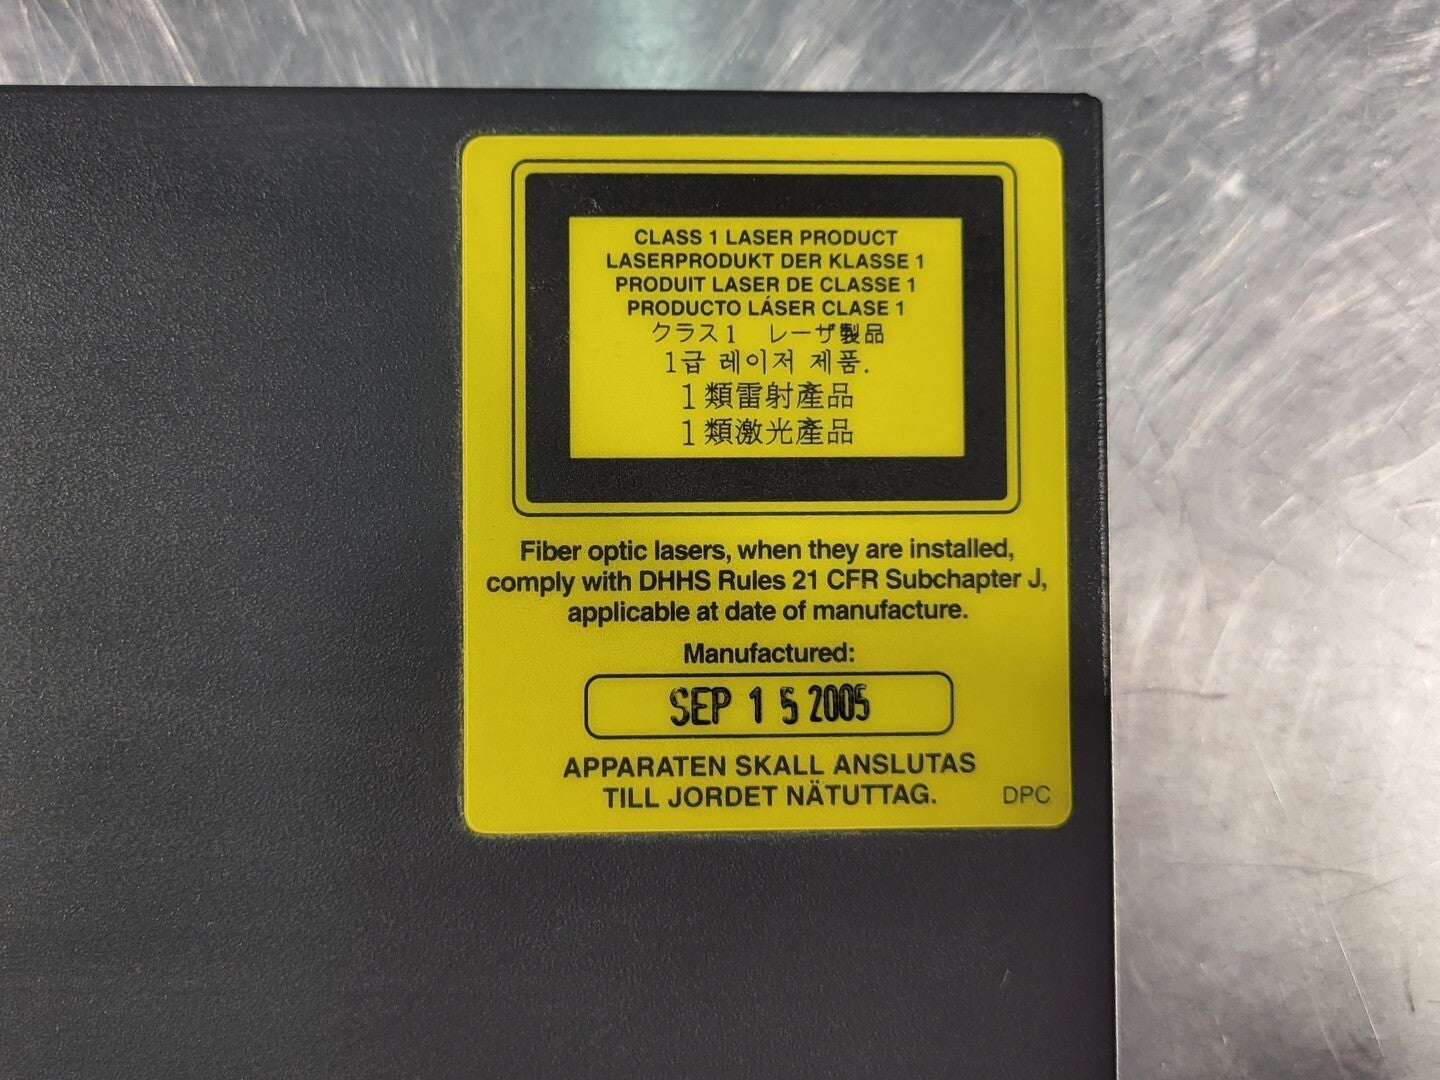 CLASS 1 LASER PRODUCT
LASERPRODUKT DER KLASSE 1
PRODUIT LASER DE CLASSE 1
PRODUCTO LÁSER CLASE 1
クラス1 レーザ製品
1급 레이저 제품.
1類雷射產品
1類激光產品
Fiber optic lasers, when they are installed,
comply with DHHS Rules 21 CFR Subchapter J,
applicable at date of manufacture.
Manufactured:
SEP 15 2005
APPARATEN SKALL ANSLUTAS
TILL JORDET NÄTUTTAG.
DPC